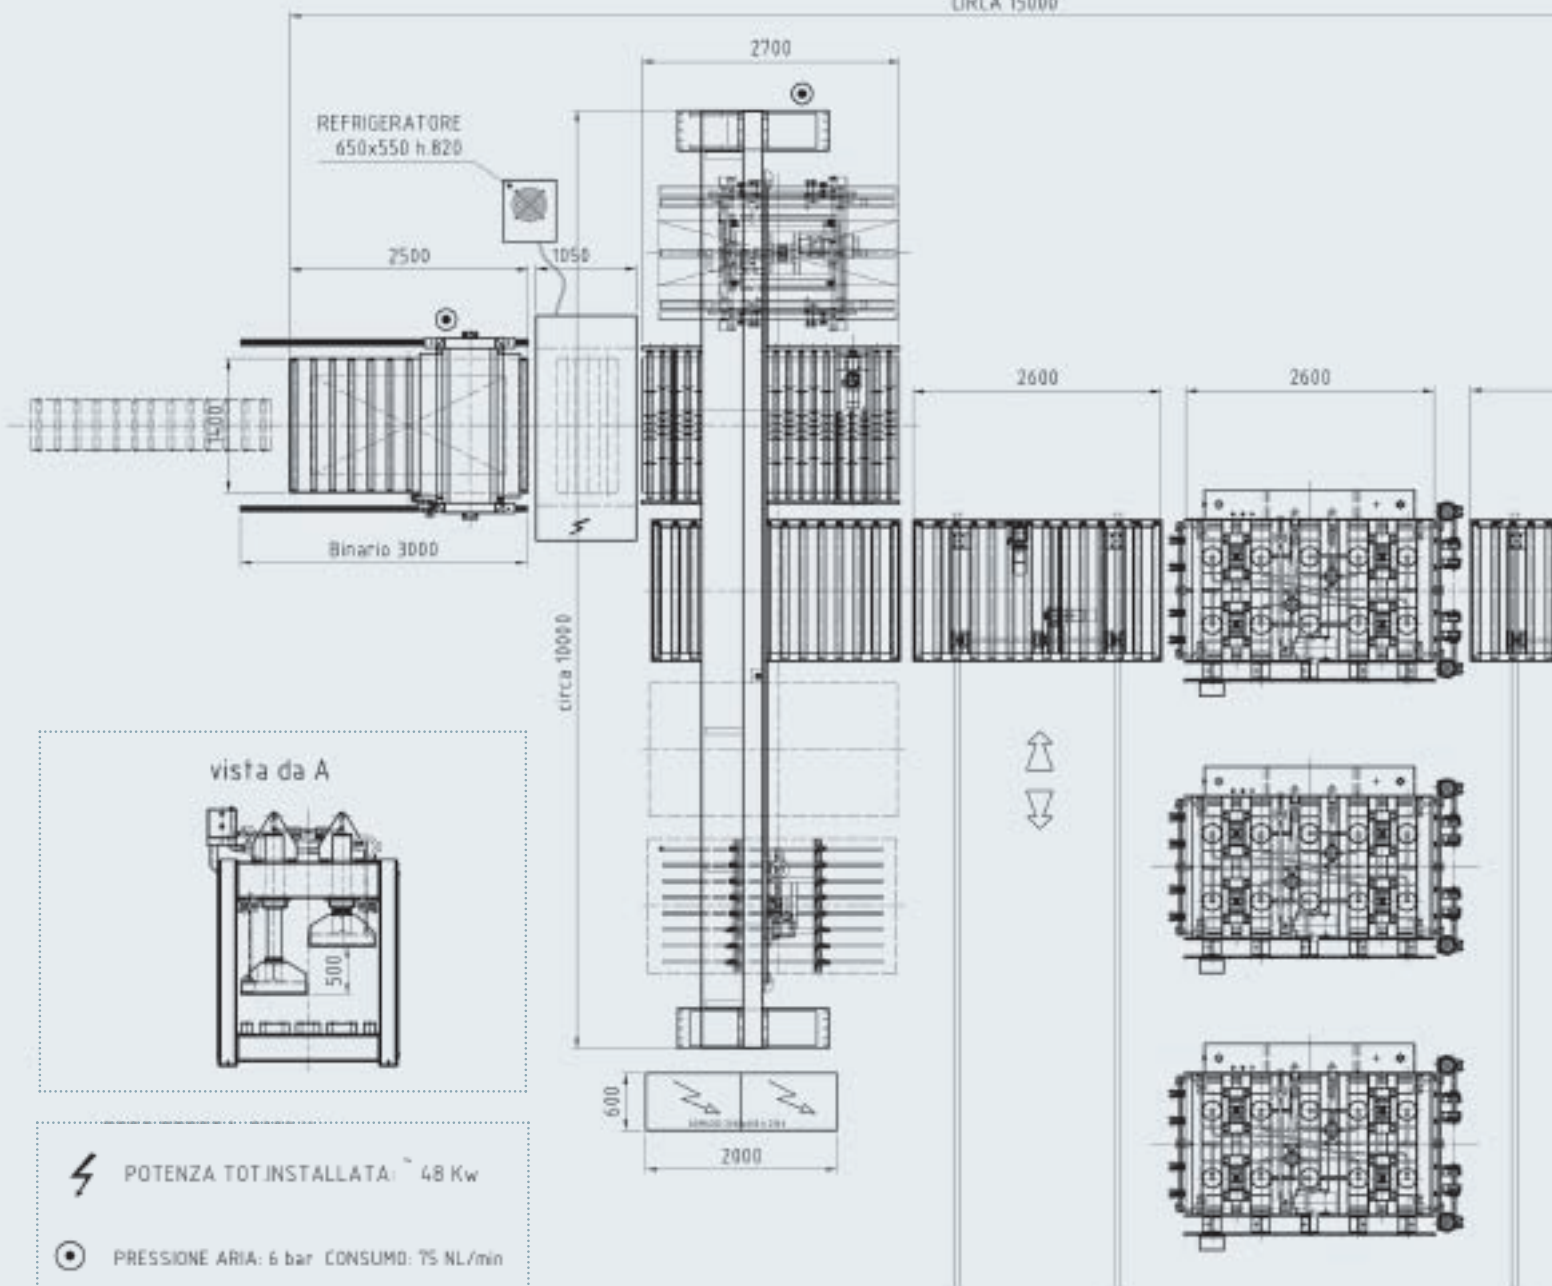 CIRCA 15000
2700
REFRIGERATORE
650x550 h.820
2500
1050
1400
2600
2600
Binario 3000
circa 10000
vista da A
500
600
2000
POTENZA TOT.INSTALLATA: ~ 48 Kw
PRESSIONE ARIA: 6 bar CONSUMO: 75 NL/min